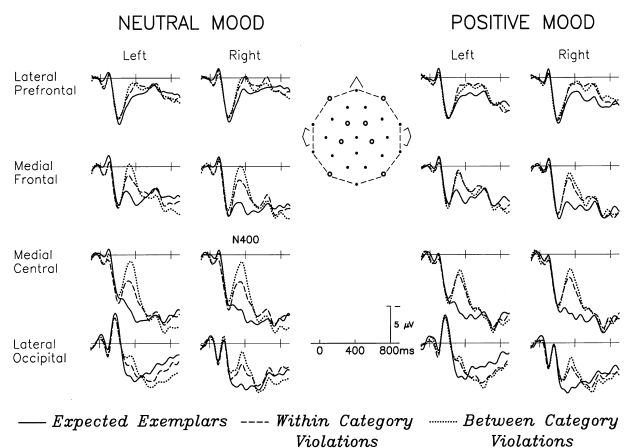 NEUTRAL MOOD
POSITIVE MOOD
Left
Right
Left
Right
Lateral
Prefrontal
Medial
Frontal
N400
Medial
Central
5 μV
Lateral
Occipital
0 400 800ms
Expected Exemplars
Within Category
Violations
Between Category
Violations